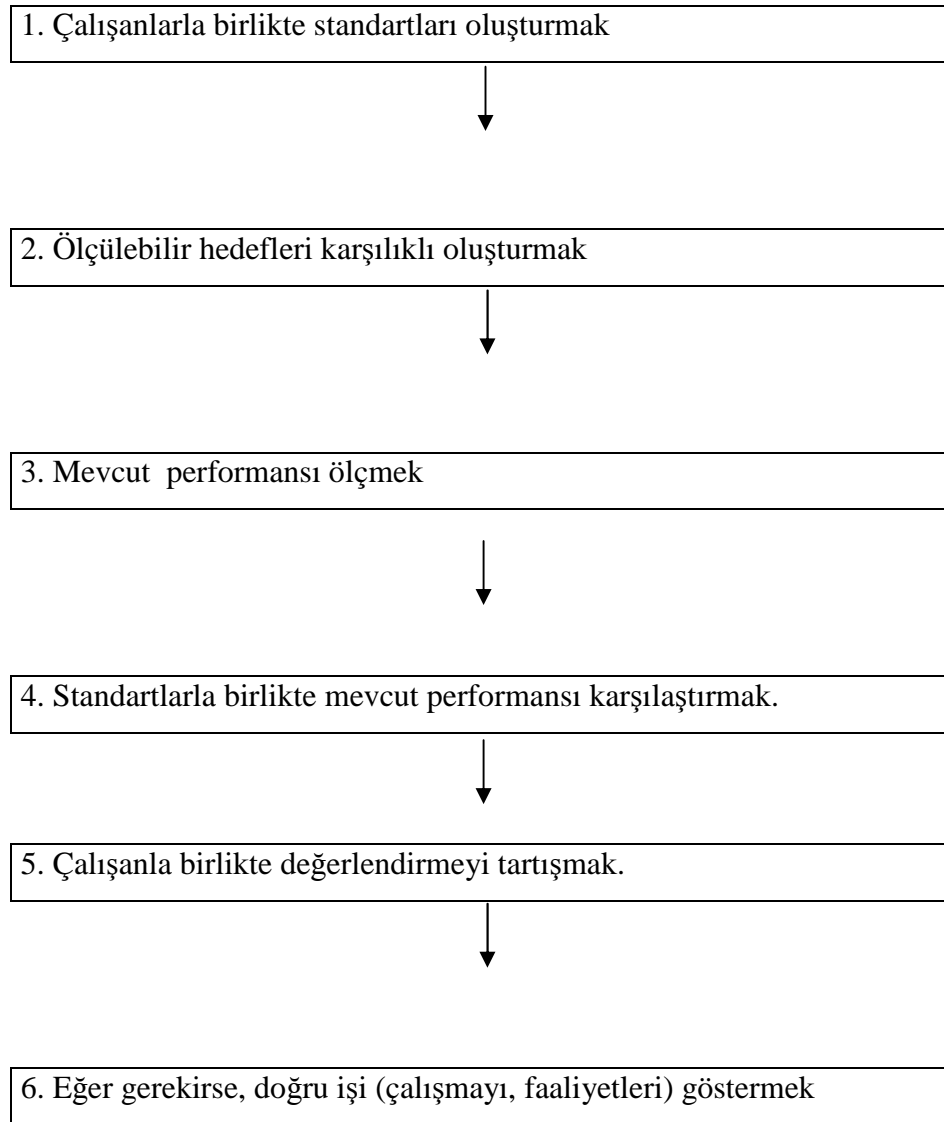 1. Çalışanlarla birlikte standartları oluşturmak
2. Ölçülebilir hedefleri karşılıklı oluşturmak
3. Mevcut performansı ölçmek
4. Standartlarla birlikte mevcut performansı karşılaştırmak.
5. Çalışanla birlikte değerlendirmeyi tartışmak.
6. Eğer gerekirse, doğru işi (çalışmayı, faaliyetleri) göstermek